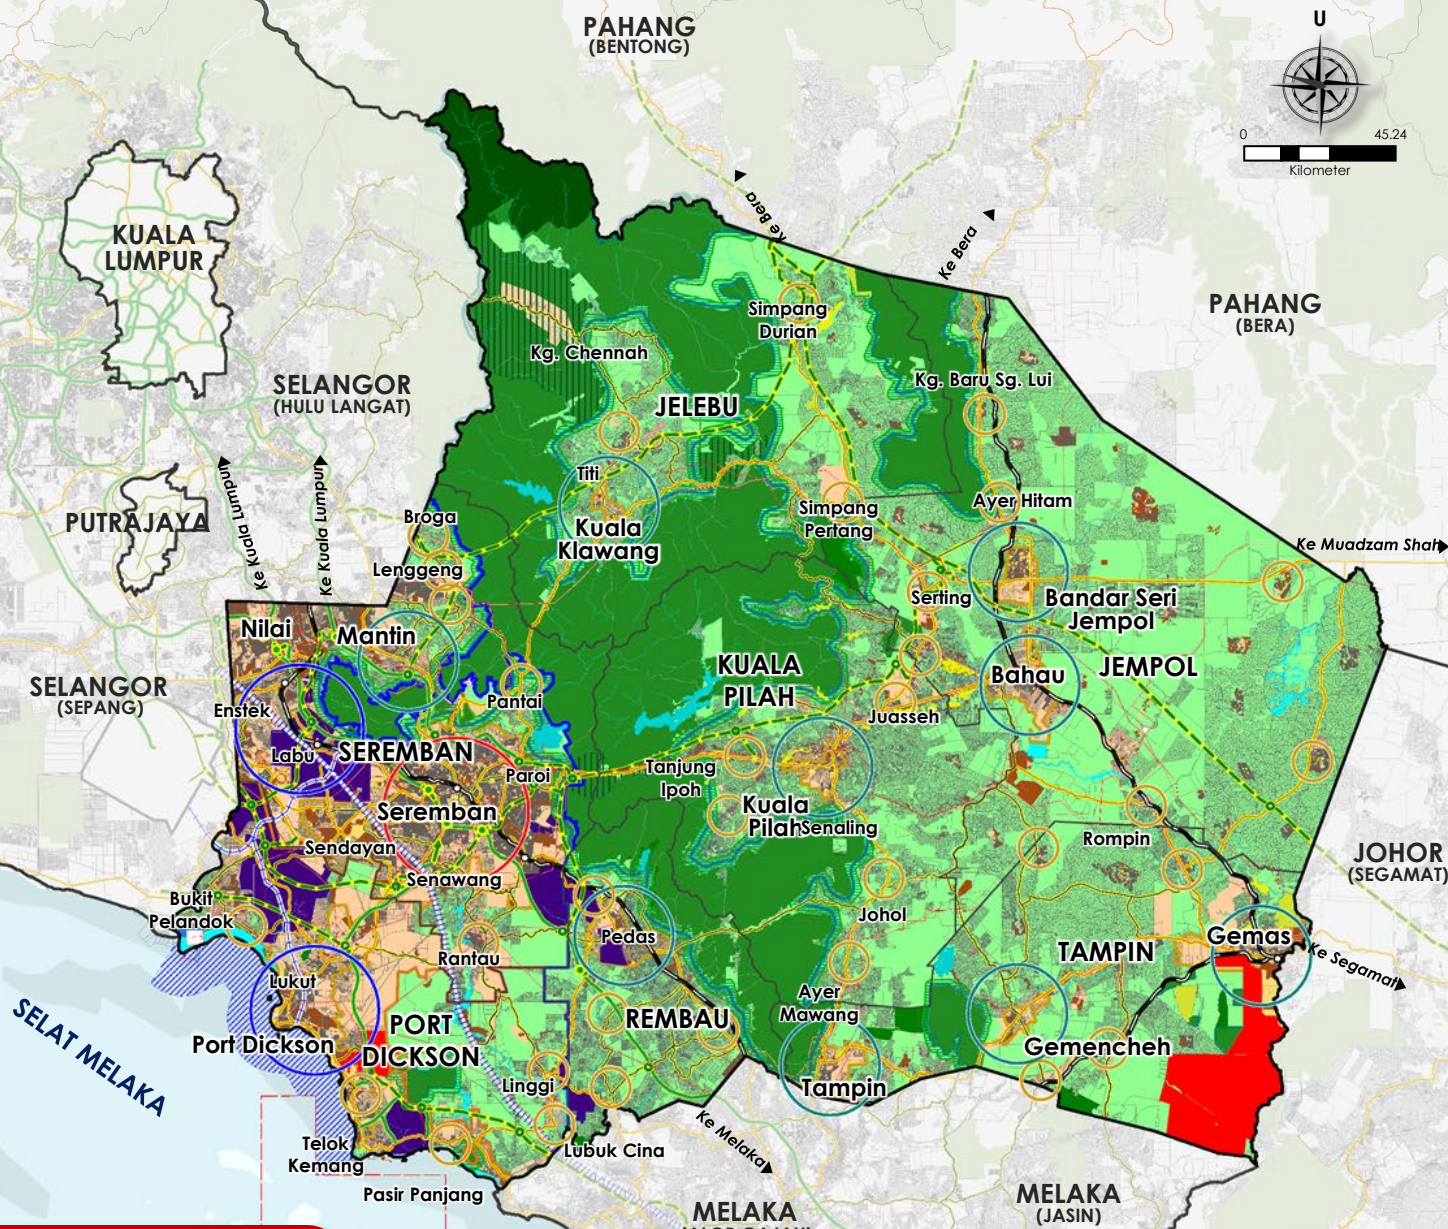 PAHANG
(BENTONG)
U
0 45.24
Kilometer
Ke Bera
Ke Bera
KUALA
LUMPUR
PAHANG
(BERA)
Simpang
Durian
Kg. Chennah
SELANGOR
(HULU LANGAT)
Kg. Baru Sg. Lui
JELEBU
Titi
Ke Kuala Lumpur
Ke Kuala Lumpur
Ayer Hitam
Simpang
Pertang
PUTRAJAYA
Broga
Kuala
Klawang
Ke Muadzam Shah
Lenggeng
Serting
Bandar Seri
Jempol
Nilai
Mantin
KUALA
PILAH
JEMPOL
Bahau
SELANGOR
(SEPANG)
Pantai
Enstek
Juasseh
Labu
SEREMBAN
Paroi
Tanjung
Ipoh
Seremban
Kuala
Pilah
Senaling
Rompin
Sendayan
JOHOR
(SEGAMAT)
Senawang
Bukit
Pelandok
Johol
Pedas
Gemas
Rantau
TAMPIN
Ke Segamat
Lukut
Ayer
Mawang
SELAT MELAKA
PORT
DICKSON
REMBAU
Port Dickson
Gemencheh
Linggi
Tampin
Ke Melaka
Telok
Kemang
Lubuk Cina
Pasir Panjang
MELAKA
(JASIN)
MELAKA